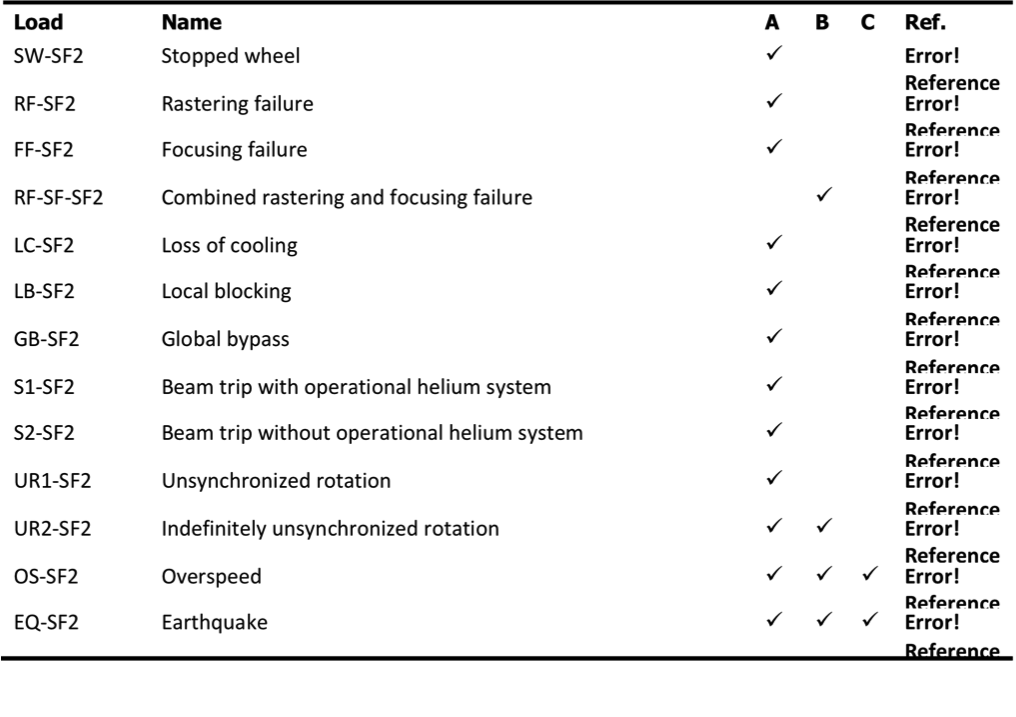 Load Name A B C Ref.
SW-SF2 Stopped wheel ✓ Error!
Reference
RF-SF2 Rastering failure ✓ Error!
Reference
FF-SF2 Focusing failure ✓ Error!
Reference
RF-SF-SF2 Combined rastering and focusing failure ✓ Error!
Reference
LC-SF2 Loss of cooling ✓ Error!
Reference
LB-SF2 Local blocking ✓ Error!
Reference
GB-SF2 Global bypass ✓ Error!
Reference
S1-SF2 Beam trip with operational helium system ✓ Error!
Reference
S2-SF2 Beam trip without operational helium system ✓ Error!
Reference
UR1-SF2 Unsynchronized rotation ✓ Error!
Reference
UR2-SF2 Indefinitely unsynchronized rotation ✓ ✓ Error!
Reference
OS-SF2 Overspeed ✓ ✓ ✓ Error!
Reference
EQ-SF2 Earthquake ✓ ✓ ✓ Error!
Reference